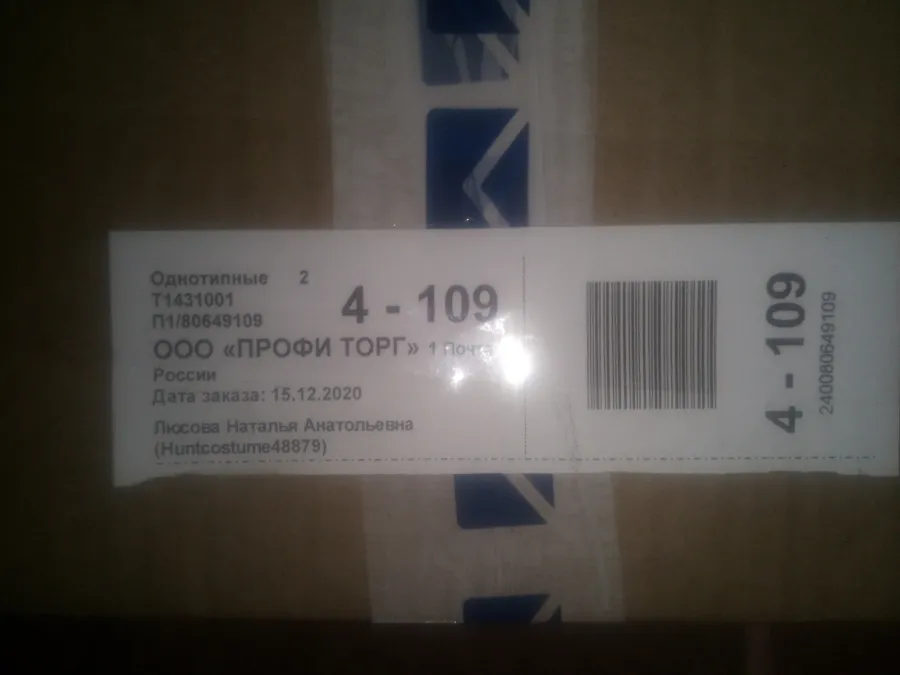 Однотипные 2
Т1431001
П1/80649109
4 - 109
ООО «ПРОФИ ТОРГ» 1 Почта
России
Дата заказа: 15.12.2020
Люсова Наталья Анатольевна
(Huntcostume48879)
4 - 109
240080649109